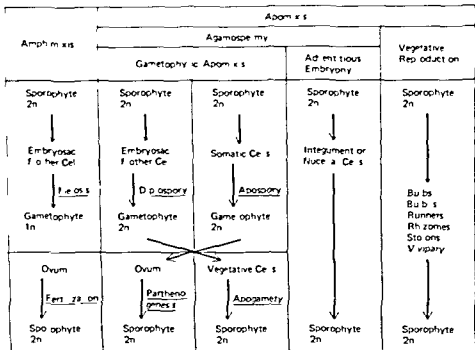 Apomixis
Amphimixis
Agamospermy
Vegetative
Reproduction
Gametophytic Apomixis
Adventitious
Embryony
Sporophyte Sporophyte Sporophyte Sporophyte Sporophyte
2n 2n 2n 2n 2n
Embryosac Embryosac Somatic Cells Integument or
Mother Cell Mother Cell Nucellar Cells
Meiosis Diplospory Apospory
Gametophyte Gametophyte Gametophyte
1n 2n 2n
Bulbs
Bulbils
Runners
Rhizomes
Stolons
Vivipary
Ovum Ovum Vegetative Cells
Fertilization Partheno Apogamety
genesis
Sporophyte Sporophyte Sporophyte Sporophyte Sporophyte
2n 2n 2n 2n 2n